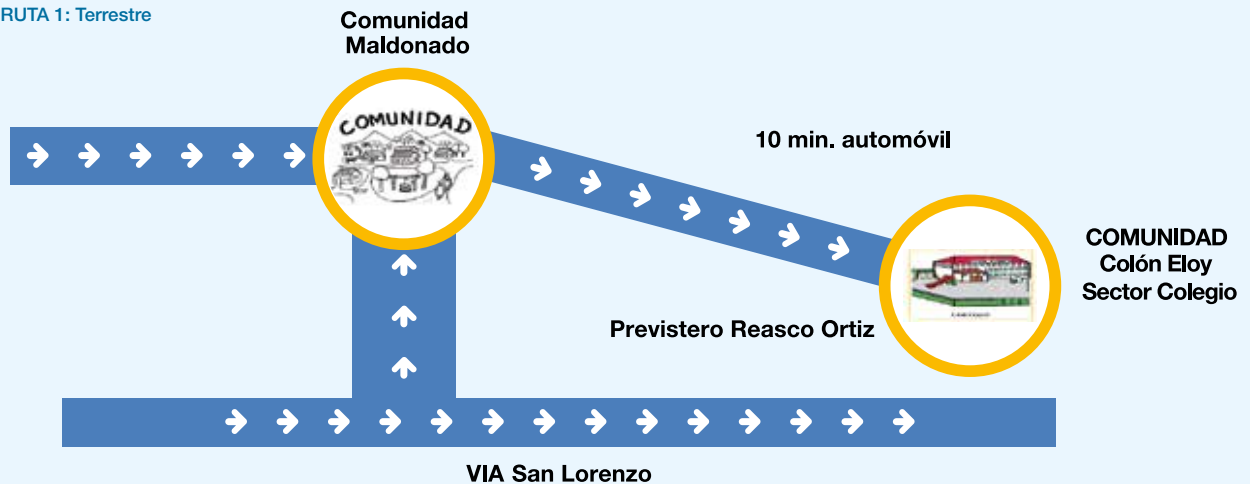 RUTA 1: Terrestre
Comunidad
Maldonado
COMUNIDAD
10 min. automóvil
COMUNIDAD
Colón Eloy
Sector Colegio
Previstero Reasco Ortiz
VIA San Lorenzo